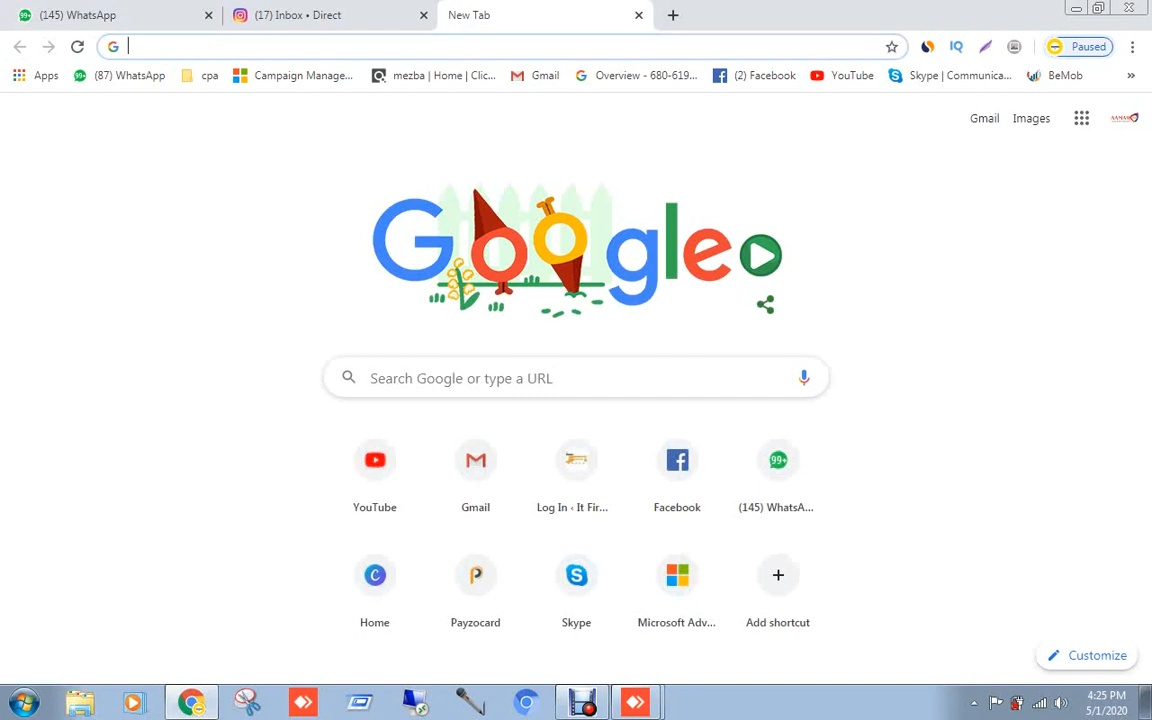 (145) WhatsApp
(17) Inbox • Direct
New Tab
Paused
Apps
(87) WhatsApp
cpa
Campaign Manage...
mezba | Home | Clic...
Gmail
Overview - 680-619...
(2) Facebook
YouTube
Skype | Communica...
BeMob
»
Gmail
Images
Google
Search Google or type a URL
99+
YouTube
Gmail
Log In ‹ It Fir...
Facebook
(145) WhatsA...
Home
Payzocard
Skype
Microsoft Adv...
Add shortcut
Customize
4:25 PM
5/1/2020